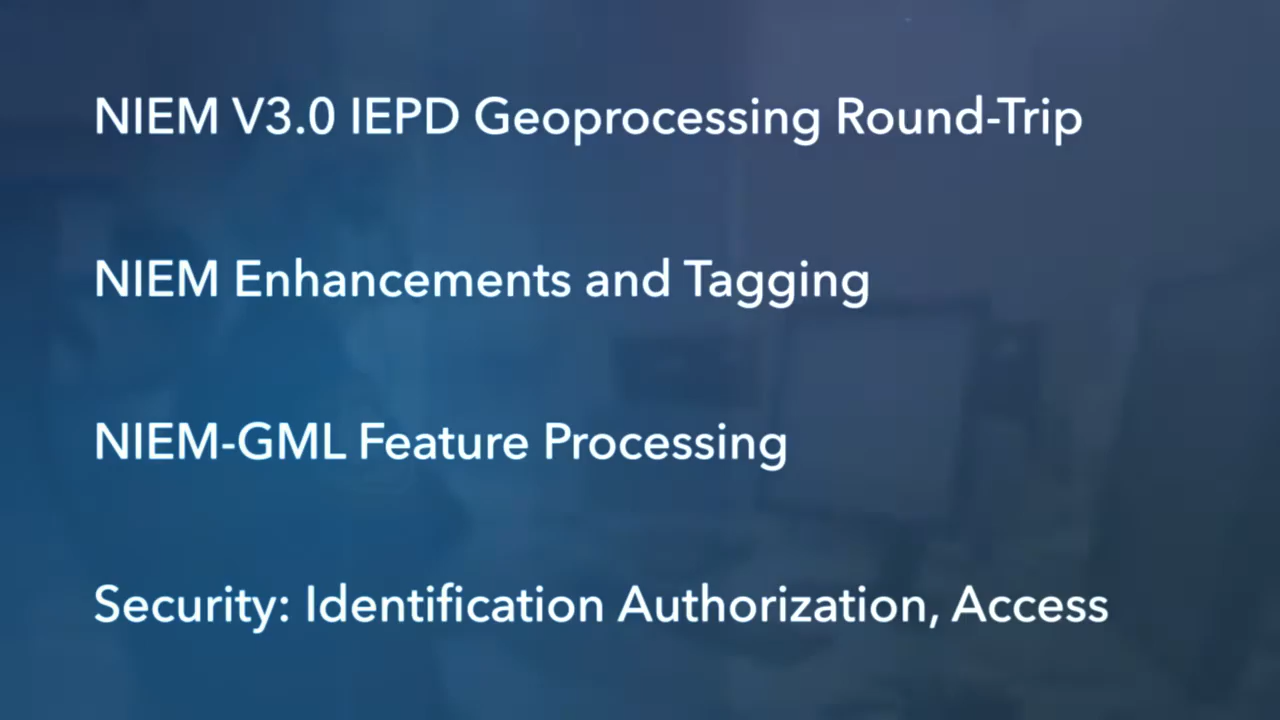 NIEM V3.0 IEPD Geoprocessing Round-Trip
NIEM Enhancements and Tagging
NIEM-GML Feature Processing
Security: Identification Authorization, Access